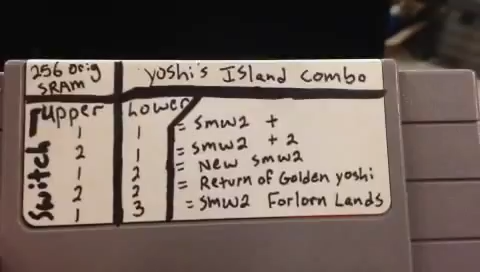 256 orig SRAM
Yoshi's Island Combo
Switch
Upper Lower
1 1 = SMW2 +
2 1 = SMW2 + 2
1 2 = New SMW2
2 2 = Return of Golden Yoshi
1 3 = SMW2 Forlorn Lands